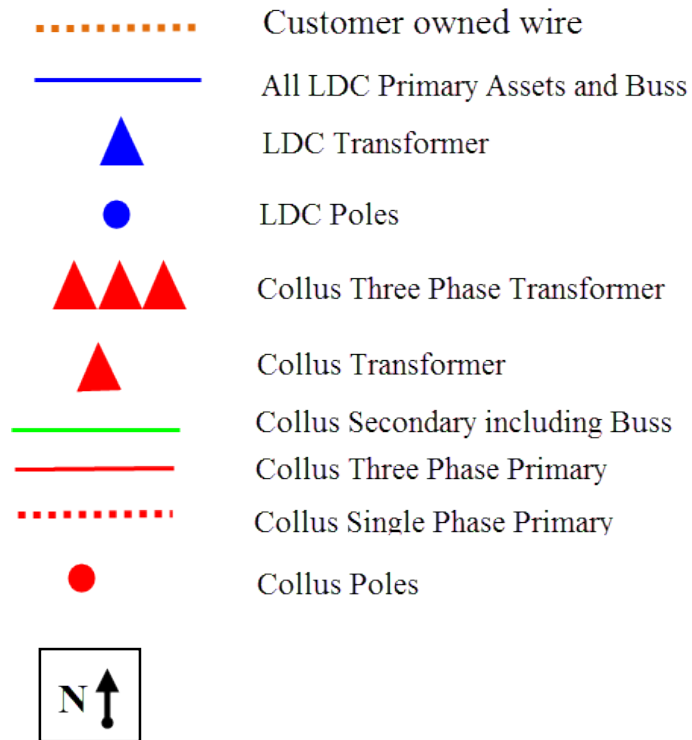 Customer owned wire
All LDC Primary Assets and Buss
LDC Transformer
LDC Poles
Collus Three Phase Transformer
Collus Transformer
Collus Secondary including Buss
Collus Three Phase Primary
Collus Single Phase Primary
Collus Poles
N